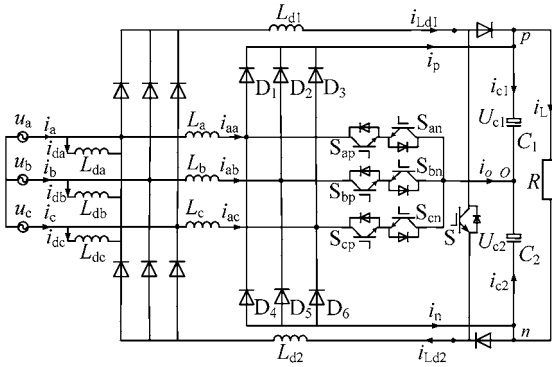 L_d1 i_Ld1 p
i_p
D_1 D_2 D_3 i_c1 i_L
u_a i_a L_a i_aa S_an U_c1 C_1
i_da L_da S_ap
u_b i_b L_b i_ab S_bn i_o O
i_db L_db S_bp R
u_c i_c L_c i_ac S_cn
i_dc L_dc S_cp S U_c2 C_2
i_c2
D_4 D_5 D_6 i_n
n
L_d2 i_Ld2